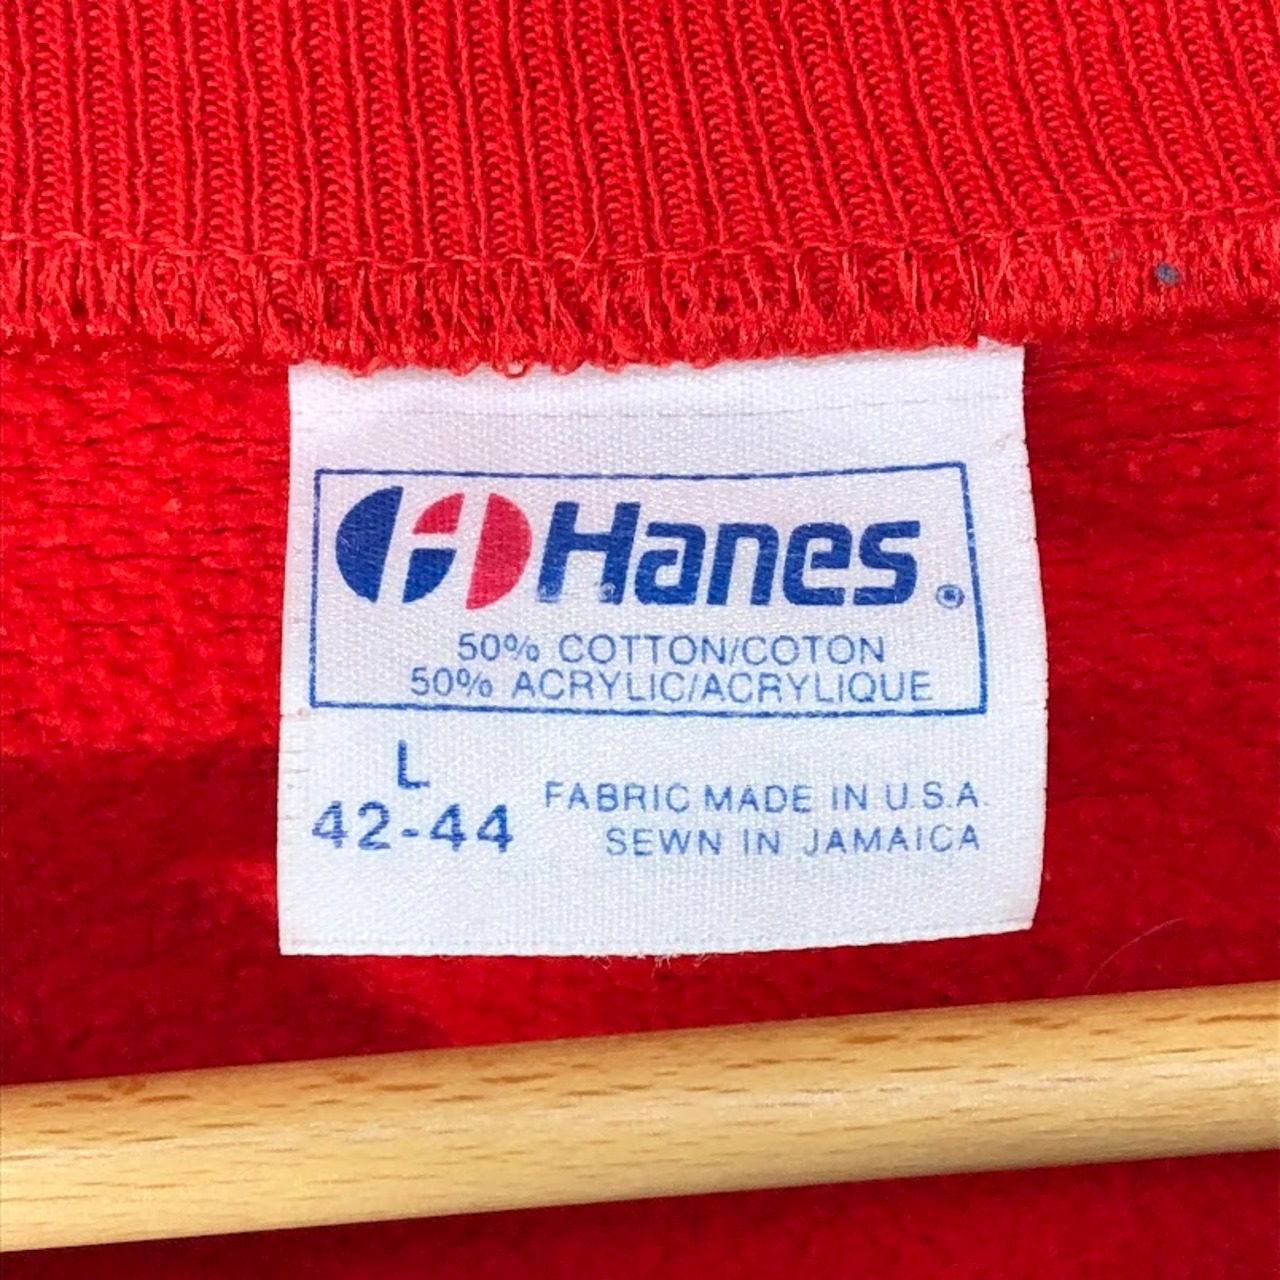 Hanes®
50% COTTON/COTON
50% ACRYLIC/ACRYLIQUE
L
42-44
FABRIC MADE IN U.S.A.
SEWN IN JAMAICA